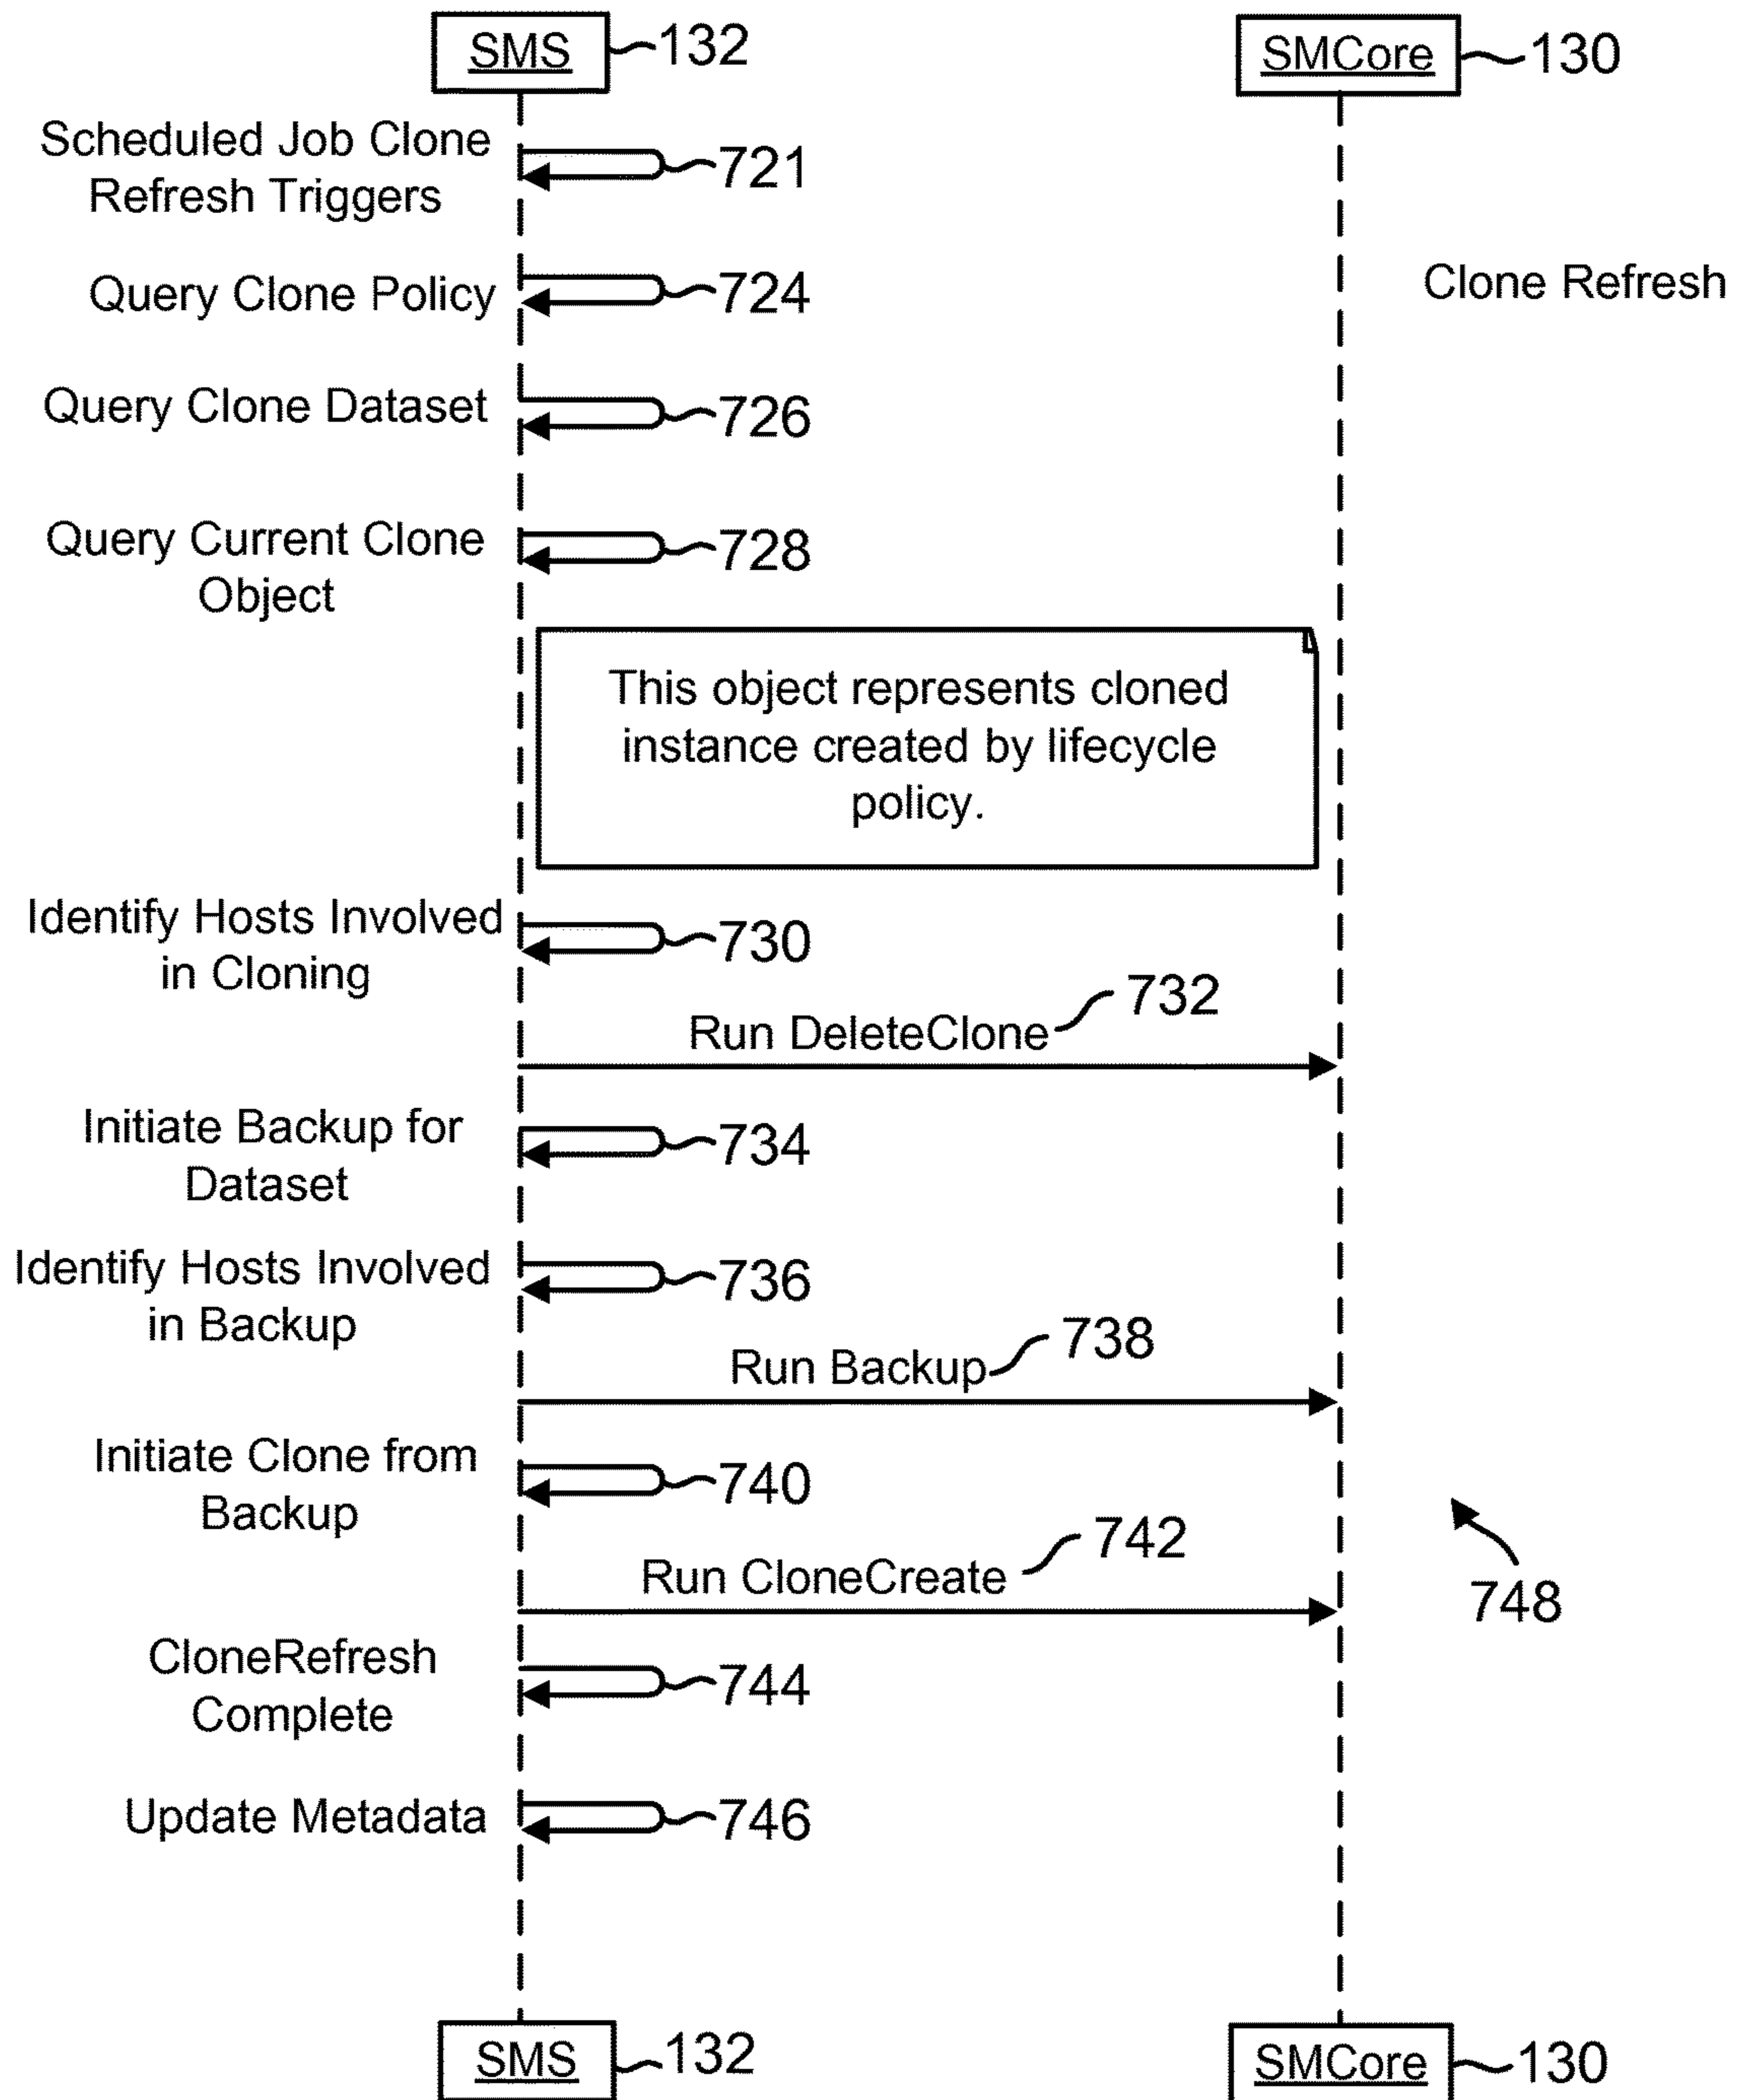 SMS 132
SMCore 130
Scheduled Job Clone
Refresh Triggers
721
Query Clone Policy
724
Clone Refresh
Query Clone Dataset
726
Query Current Clone
Object
728
This object represents cloned
instance created by lifecycle
policy.
Identify Hosts Involved
in Cloning
730
Run DeleteClone 732
Initiate Backup for
Dataset
734
Identify Hosts Involved
in Backup
736
Run Backup 738
Initiate Clone from
Backup
740
Run CloneCreate 742
748
CloneRefresh
Complete
744
Update Metadata
746
SMS 132
SMCore 130